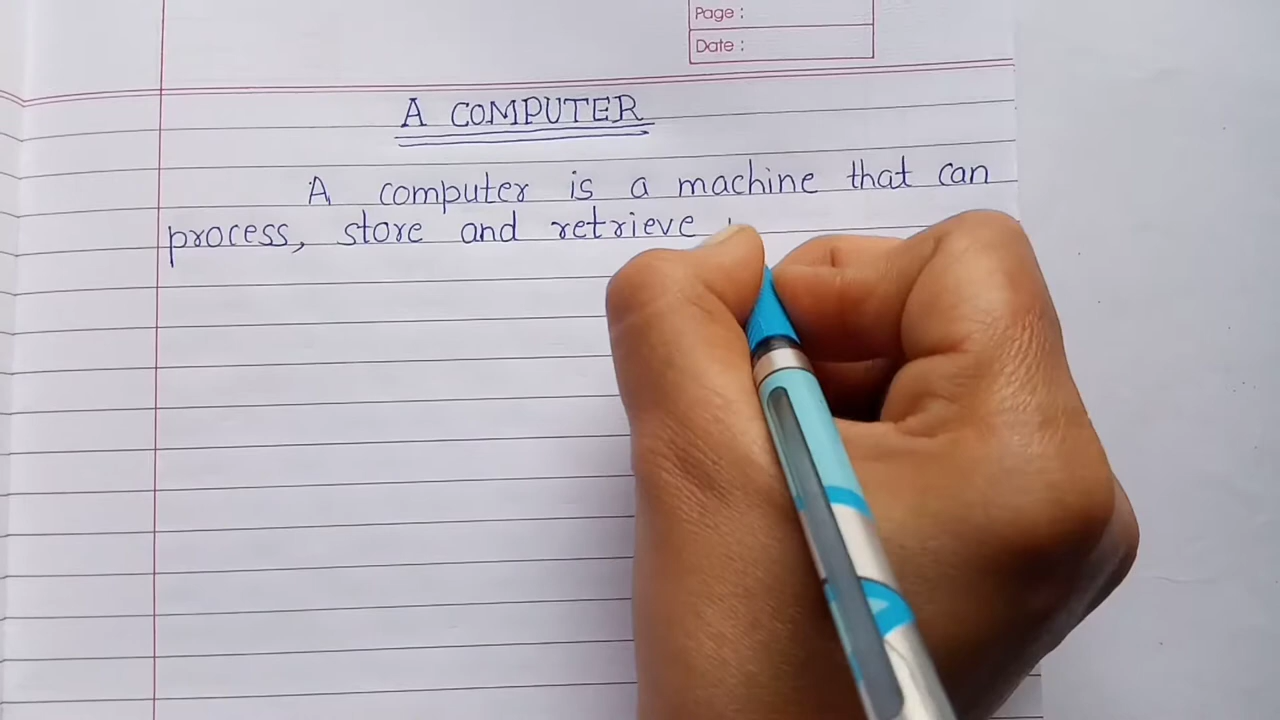 Page :
Date :
A COMPUTER
A computer is a machine that can
process, store and retrieve